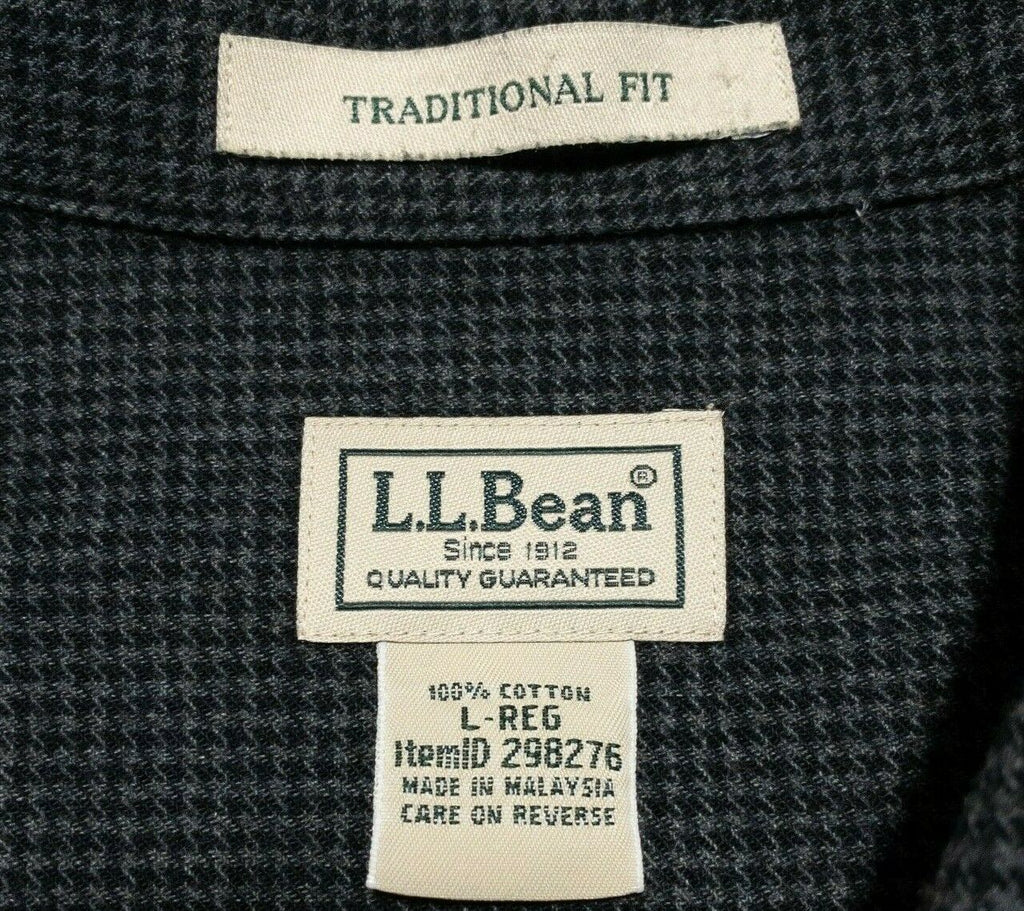 TRADITIONAL FIT
L.L.Bean®
Since 1912
QUALITY GUARANTEED
100% COTTON
L-REG
ItemID 298276
MADE IN MALAYSIA
CARE ON REVERSE